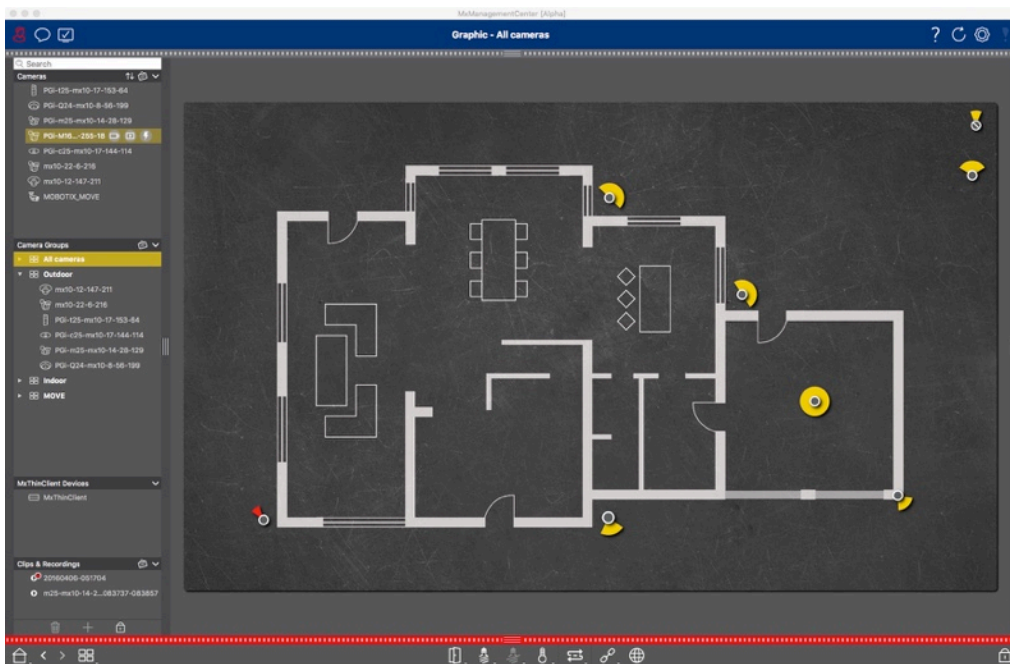 MxManagementCenter [Alpha]
Graphic - All cameras
Search
Cameras
PGi-t25-mx10-17-153-64
PGi-Q24-mx10-8-56-199
PGi-m25-mx10-14-28-129
PGi-M16...-255-16
PGi-c25-mx10-17-144-114
mx10-22-6-216
mx10-12-147-211
MOBOTIX_MOVE
Camera Groups
All cameras
Outdoor
mx10-12-147-211
mx10-22-6-216
PGi-t25-mx10-17-153-64
PGi-c25-mx10-17-144-114
PGi-m25-mx10-14-28-129
PGi-Q24-mx10-8-56-199
Indoor
MOVE
MxThinClient Devices
MxThinClient
Clips & Recordings
20160406-051704
m25-mx10-14-2...083737-083857